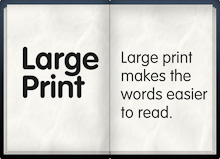 Large
Print
Large print
makes the
words easier
to read.